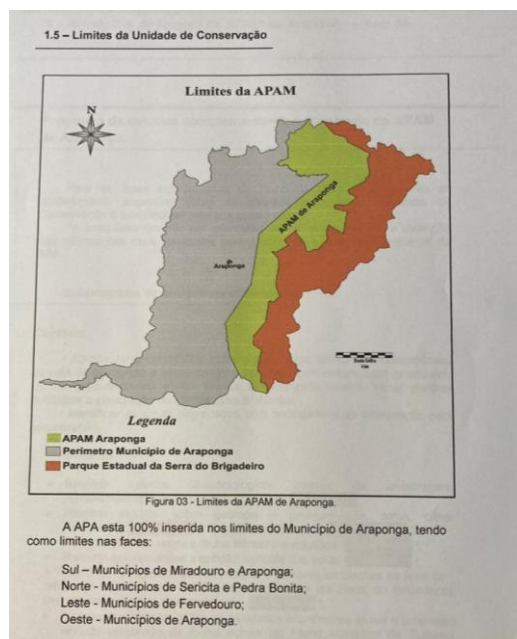 1.5 – Limites da Unidade de Conservação
Limites da APAM
N
APAM de Araponga
Araponga
Legenda
APAM Araponga
Perimetro Município de Araponga
Parque Estadual da Serra do Brigadeiro
Figura 03 - Limites da APAM de Araponga.
A APA esta 100% inserida nos limites do Município de Araponga, tendo
como limites nas faces:
Sul – Municípios de Miradouro e Araponga;
Norte - Municípios de Sericita e Pedra Bonita;
Leste - Municípios de Fervedouro;
Oeste - Municípios de Araponga.